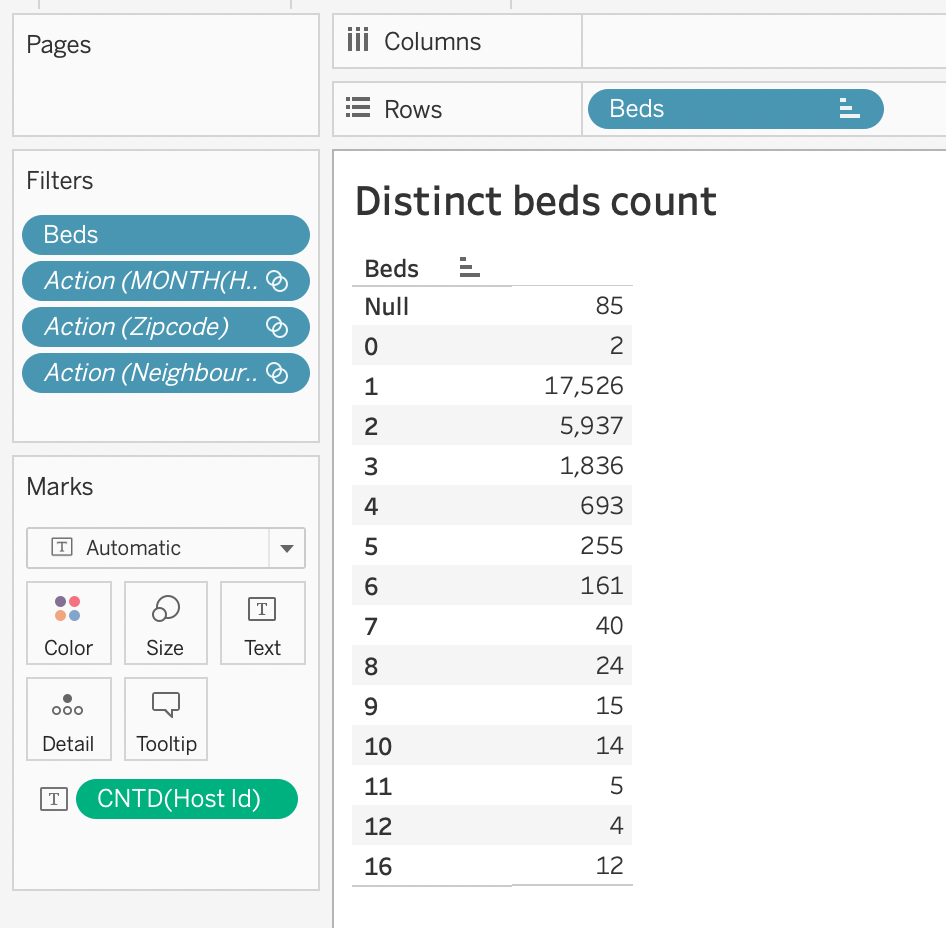 Pages
Columns
Rows
Beds
Filters
Beds
Action (MONTH(H..
Action (Zipcode)
Action (Neighbour..
Marks
T Automatic
Color
Size
T
Text
Detail
Tooltip
T CNTD(Host Id)
Distinct beds count
Beds
Null 85
0 2
1 17,526
2 5,937
3 1,836
4 693
5 255
6 161
7 40
8 24
9 15
10 14
11 5
12 4
16 12